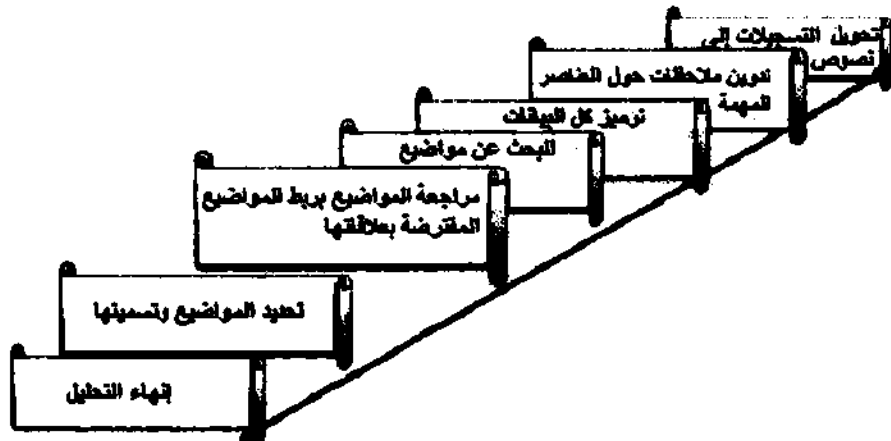 تحويل التسجيلات إلى
نصوص
تدوين ملاحظات حول العناصر
المهمة
ترميز كل البيانات
البحث عن مواضيع
مراجعة المواضيع بربط المواضيع
المقترضة بعلاقاتها
تحديد المواضيع وتسميتها
إنهاء التحليل